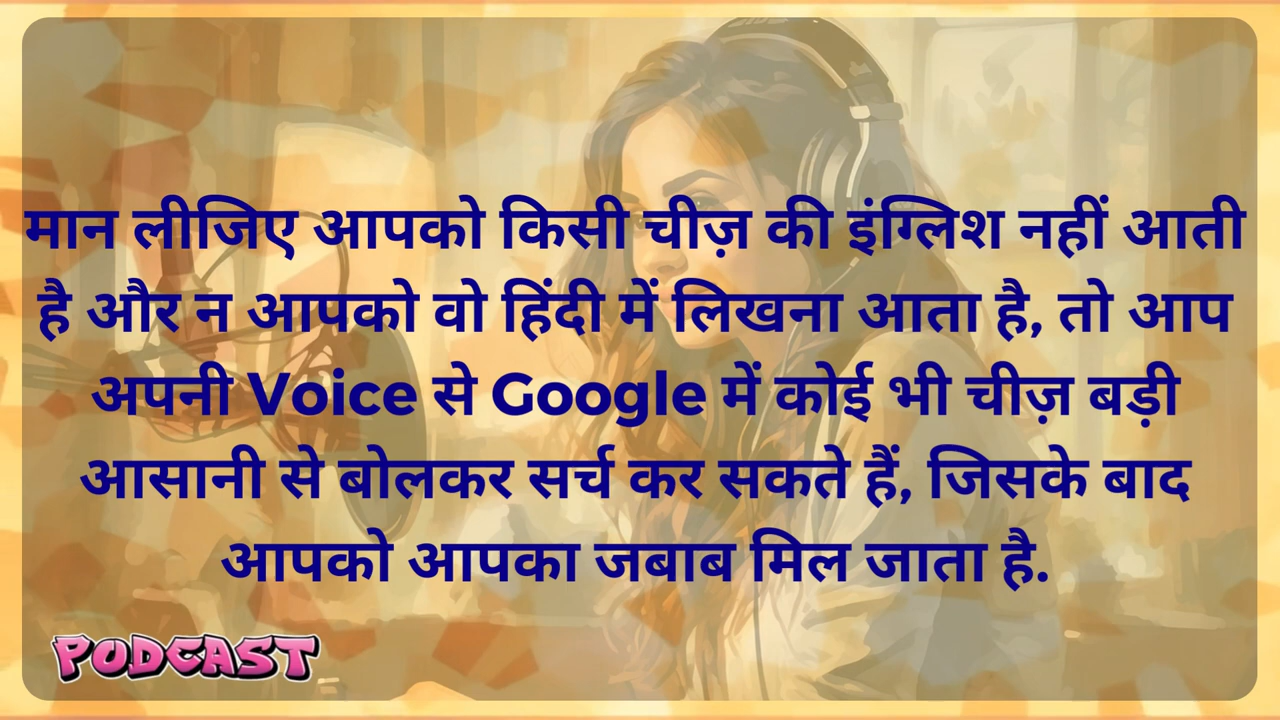 मान लीजिए आपको किसी चीज़ की इंग्लिश नहीं आती
है और न आपको वो हिंदी में लिखना आता है, तो आप
अपनी Voice से Google में कोई भी चीज़ बड़ी
आसानी से बोलकर सर्च कर सकते हैं, जिसके बाद
आपको आपका जबाब मिल जाता है.
PODCAST